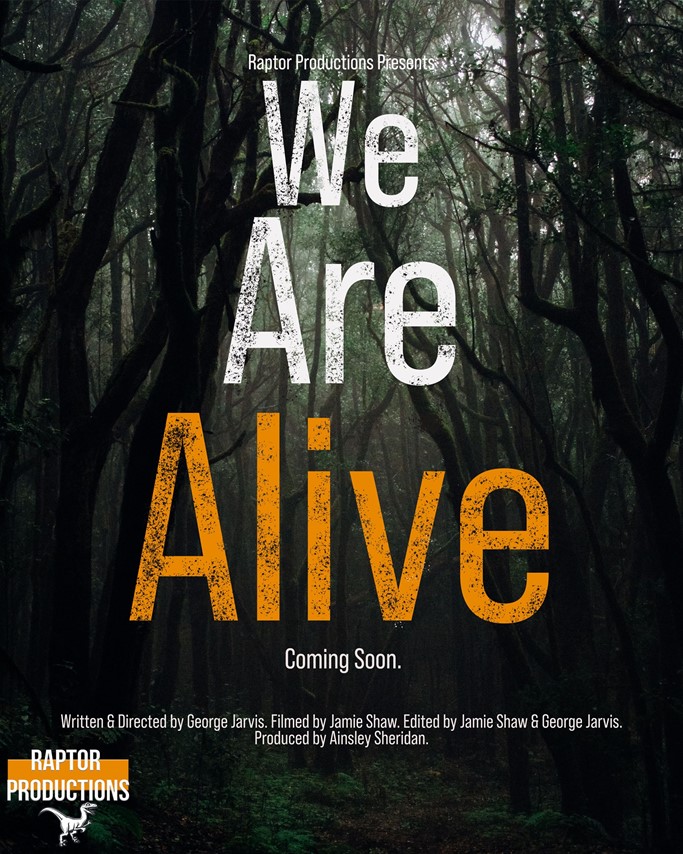 Raptor Productions Presents
We
Are
Alive
Coming Soon.
Written & Directed by George Jarvis. Filmed by Jamie Shaw. Edited by Jamie Shaw & George Jarvis.
Produced by Ainsley Sheridan.
RAPTOR
PRODUCTIONS